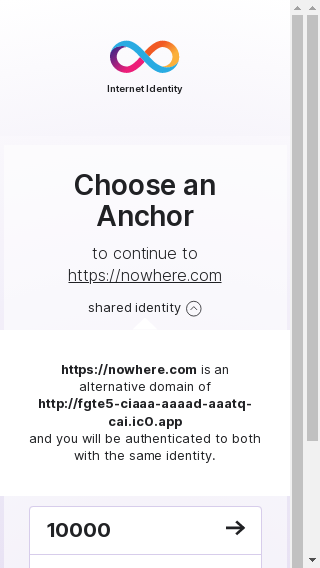 Internet Identity
Choose an
Anchor
to continue to
https://nowhere.com
shared identity
https://nowhere.com is an
alternative domain of
http://fgte5-ciaaa-aaaad-aaatq-
cai.ic0.app
and you will be authenticated to both
with the same identity.
10000